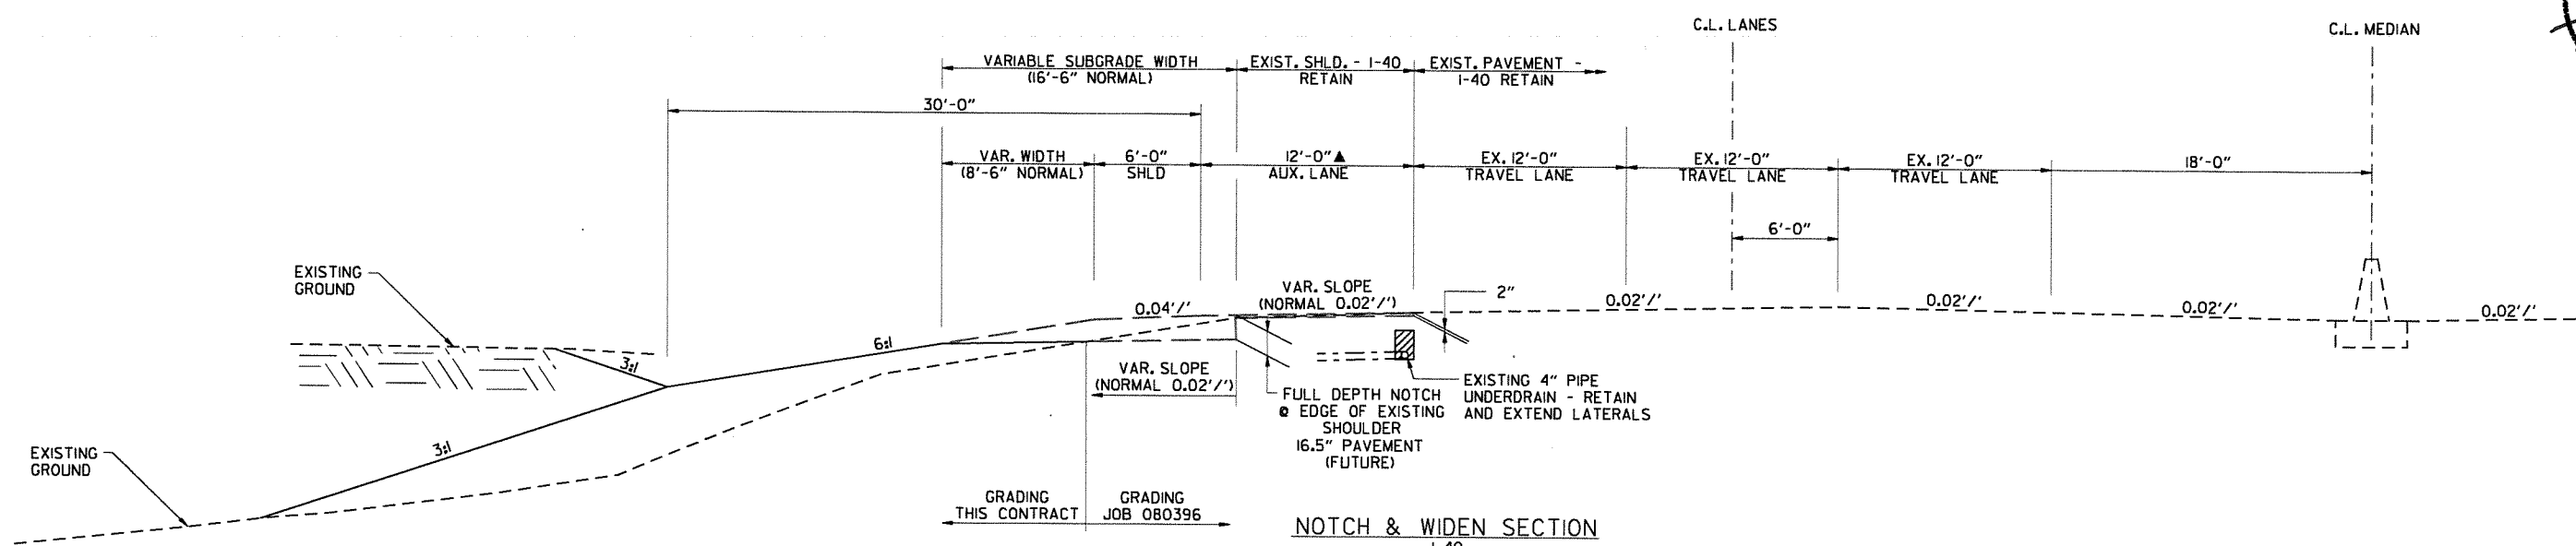 C.L. LANES
C.L. MEDIAN
VARIABLE SUBGRADE WIDTH
(16'-6" NORMAL)
EXIST. SHLD. - I-40
RETAIN
EXIST. PAVEMENT -
I-40 RETAIN
30'-0"
VAR. WIDTH
(8'-6" NORMAL)
6'-0"
SHLD
12'-0"▲
AUX. LANE
EX. 12'-0"
TRAVEL LANE
EX. 12'-0"
TRAVEL LANE
EX. 12'-0"
TRAVEL LANE
18'-0"
6'-0"
EXISTING
GROUND
3:1
6:1
0.04'/'
VAR. SLOPE
(NORMAL 0.02'/')
2"
0.02'/'
0.02'/'
0.02'/'
0.02'/'
VAR. SLOPE
(NORMAL 0.02'/')
FULL DEPTH NOTCH
@ EDGE OF EXISTING
SHOULDER
16.5" PAVEMENT
(FUTURE)
EXISTING 4" PIPE
UNDERDRAIN - RETAIN
AND EXTEND LATERALS
EXISTING
GROUND
3:1
GRADING
THIS CONTRACT
GRADING
JOB 080396
NOTCH & WIDEN SECTION
I-40